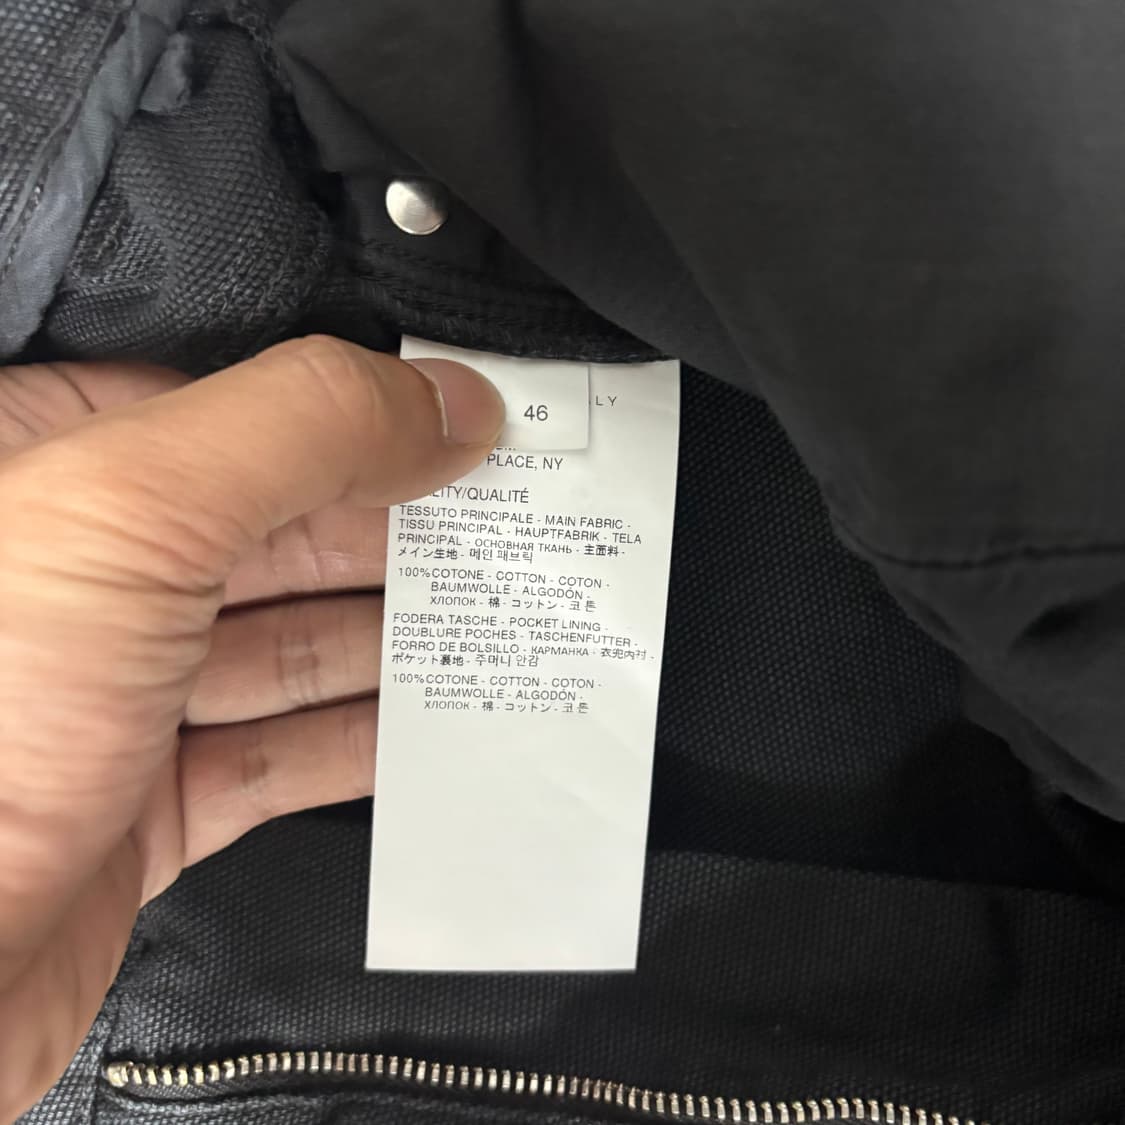 46
LY
PLACE, NY
LITY/QUALITÉ
TESSUTO PRINCIPALE - MAIN FABRIC -
TISSU PRINCIPAL - HAUPTFABRIK - TELA
PRINCIPAL - ОСНОВНАЯ ТКАНЬ - 主面料 -
メイン生地 - 메인 패브릭
100%COTONE - COTTON - COTON -
BAUMWOLLE - ALGODÓN -
ХЛОПОК - 棉 - コットン - 코튼
FODERA TASCHE - POCKET LINING -
DOUBLURE POCHES - TASCHENFUTTER -
FORRO DE BOLSILLO - КАРМАНКА - 衣兜内衬 -
ポケット裏地 - 주머니 안감
100%COTONE - COTTON - COTON -
BAUMWOLLE - ALGODÓN -
ХЛОПОК - 棉 - コットン - 코튼